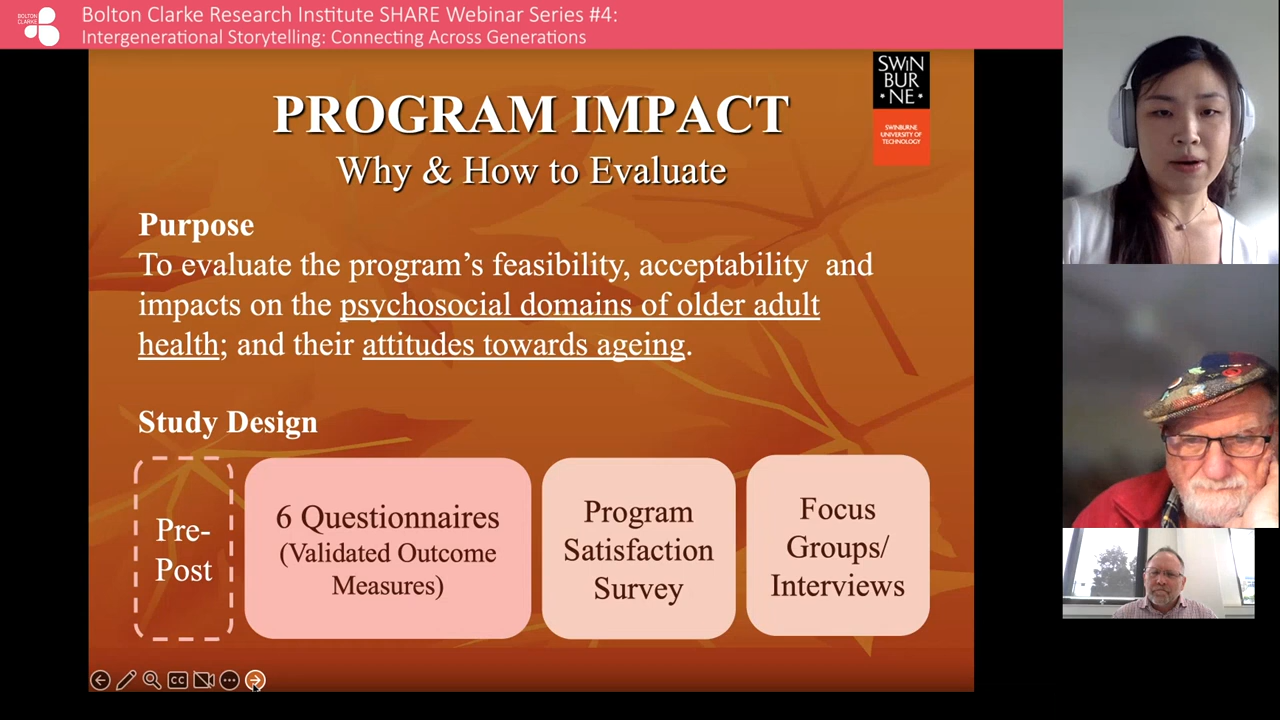 BOLTON
CLARKE
Bolton Clarke Research Institute SHARE Webinar Series #4:
Intergenerational Storytelling: Connecting Across Generations
SWIN
BUR
* NE *
SWINBURNE
UNIVERSITY OF
TECHNOLOGY
PROGRAM IMPACT
Why & How to Evaluate
Purpose
To evaluate the program’s feasibility, acceptability and
impacts on the psychosocial domains of older adult
health; and their attitudes towards ageing.
Study Design
Pre-
Post
6 Questionnaires
(Validated Outcome
Measures)
Program
Satisfaction
Survey
Focus
Groups/
Interviews
CC